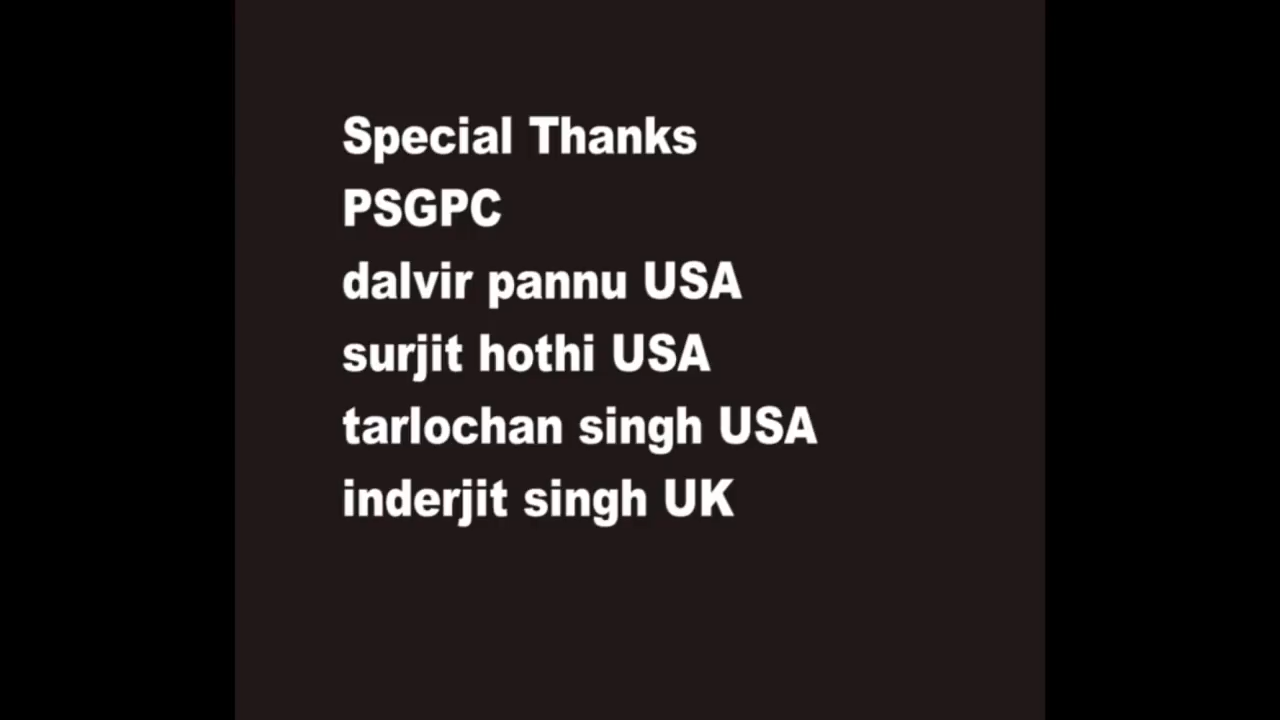 Special Thanks
PSGPC
dalvir pannu USA
surjit hothi USA
tarlochan singh USA
inderjit singh UK